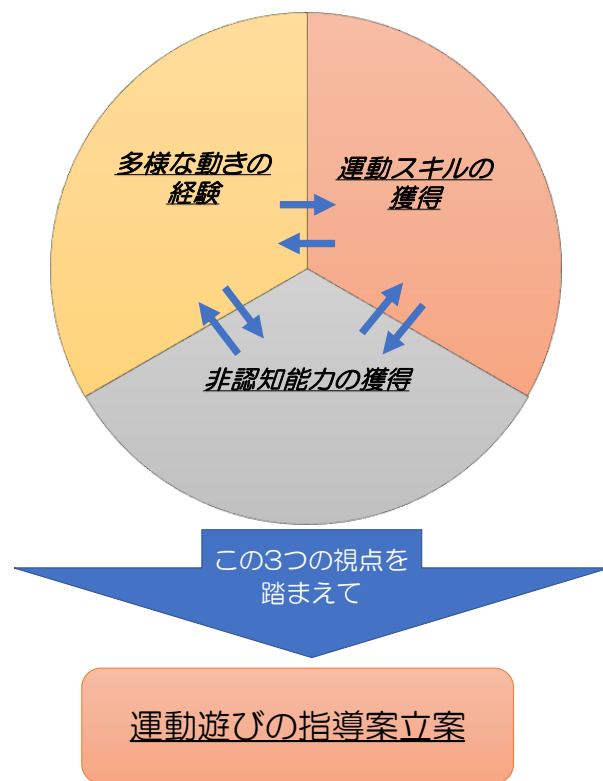 多様な動きの
経験
運動スキルの
獲得
非認知能力の獲得
この3つの視点を
踏まえて
運動遊びの指導案立案